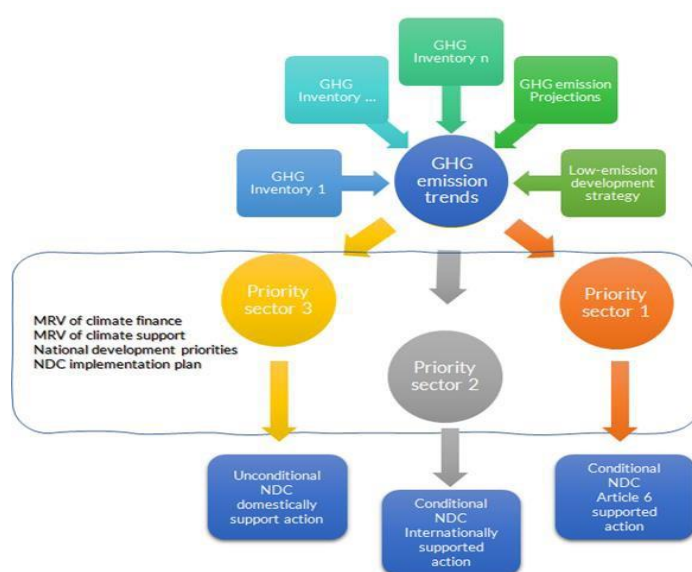 GHG
Inventory n
GHG
Inventory ...
GHG emission
Projections
GHG
Inventory 1
GHG
emission
trends
Low-emission
development
strategy
Priority
sector 3
Priority
sector 1
MRV of climate finance
MRV of climate support
National development priorities
NDC implementation plan
Priority
sector 2
Unconditional
NDC
domestically
support action
Conditional
NDC
Internationally
supported
action
Conditional
NDC
Article 6
supported
action